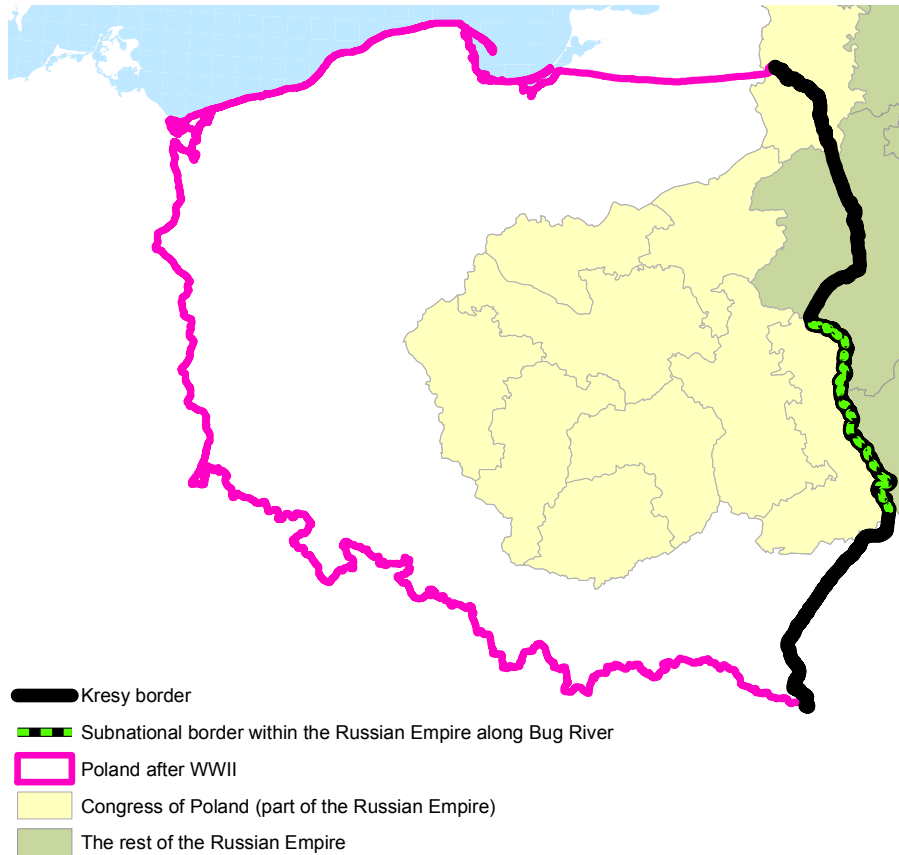 Kresy border
Subnational border within the Russian Empire along Bug River
Poland after WWII
Congress of Poland (part of the Russian Empire)
The rest of the Russian Empire